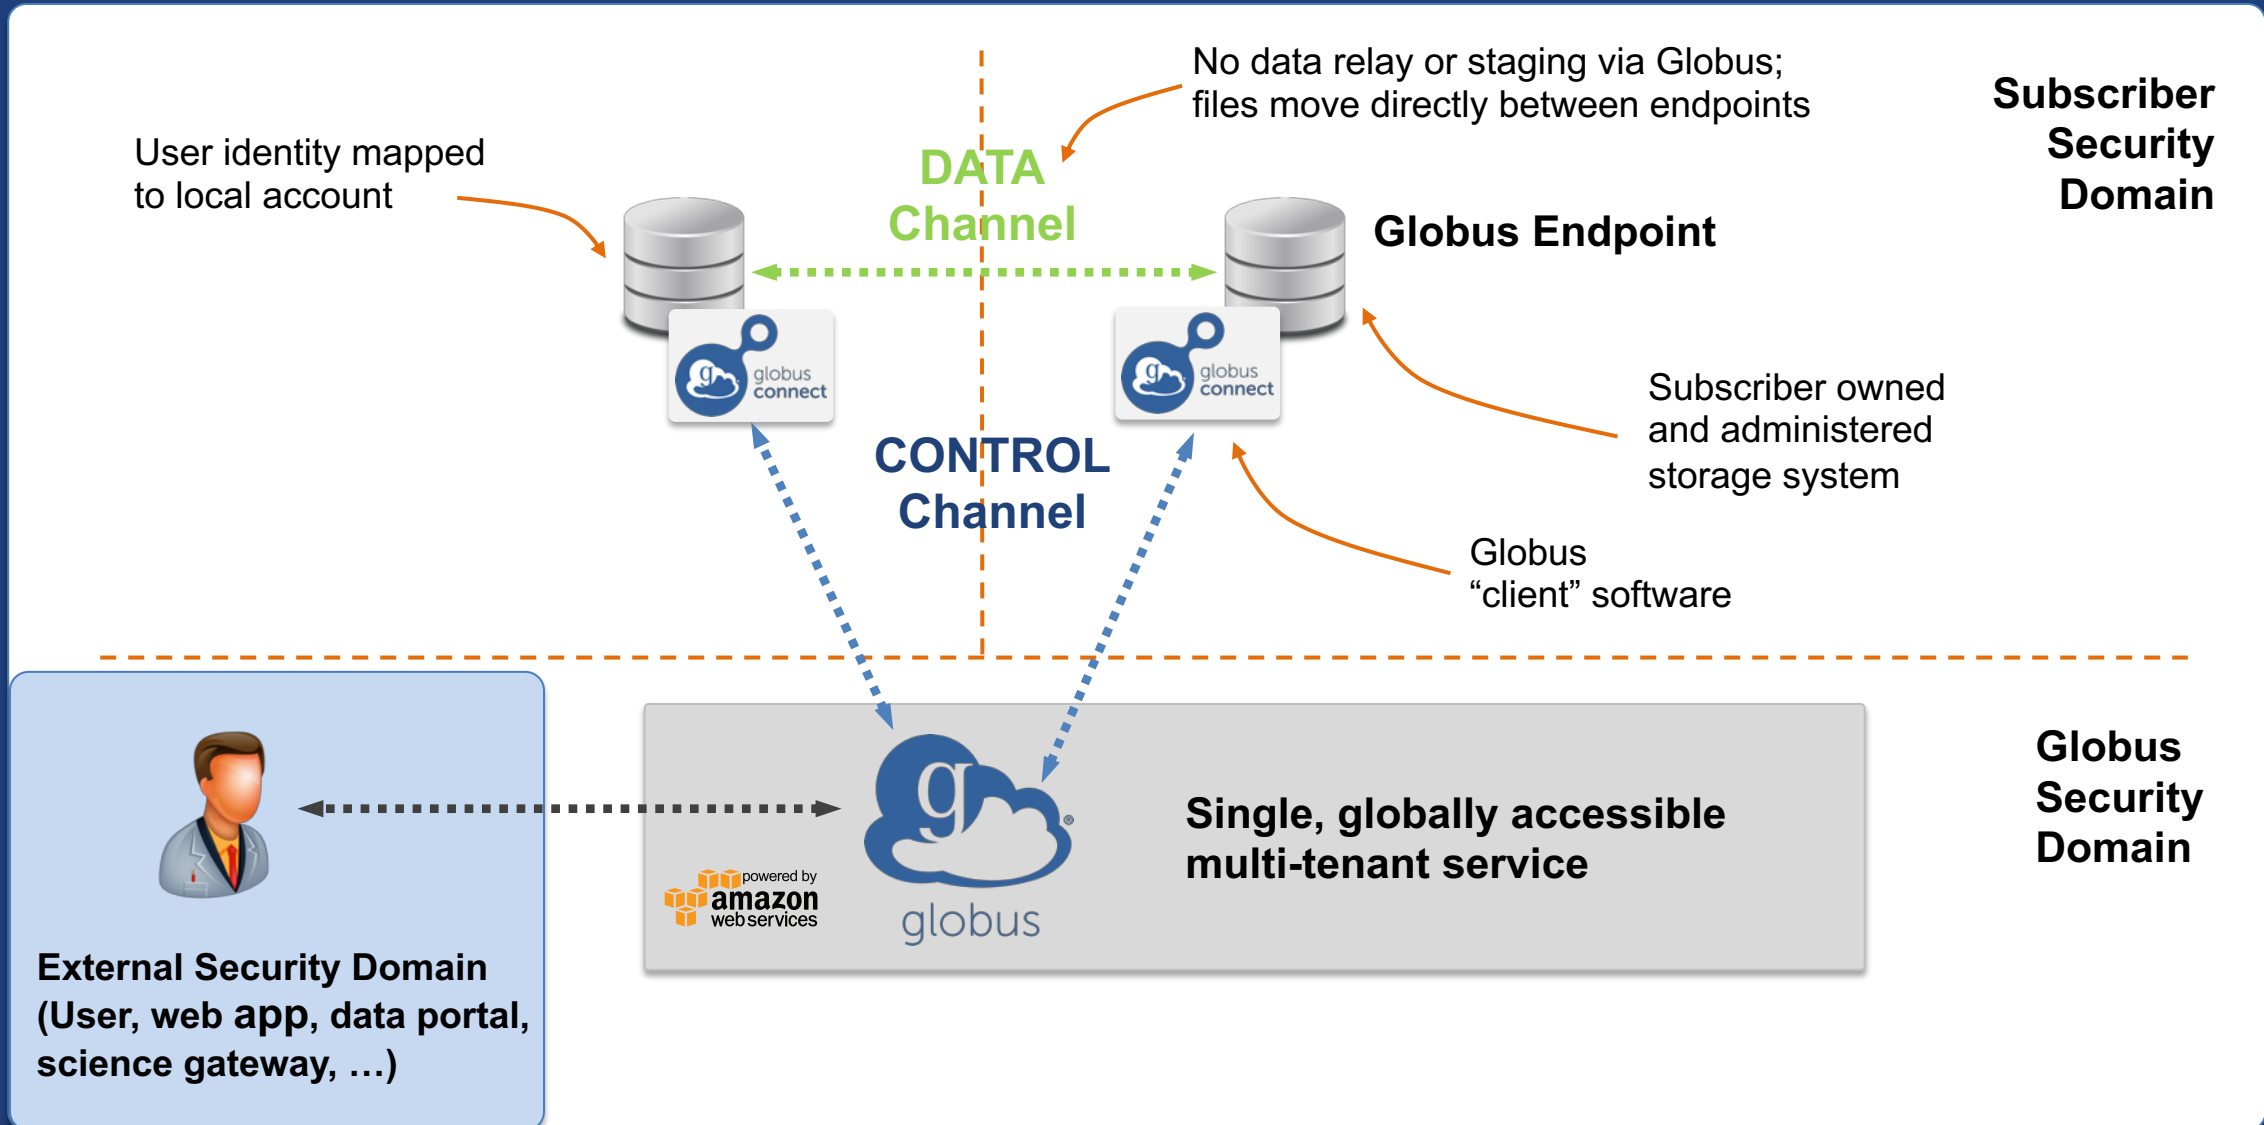 No data relay or staging via Globus;
files move directly between endpoints
Subscriber
Security
Domain
User identity mapped
to local account
DATA
Channel
Globus Endpoint
globus
connect
globus
connect
Subscriber owned
and administered
storage system
CONTROL
Channel
Globus
“client” software
Globus
Security
Domain
g
®
globus
Single, globally accessible
multi-tenant service
powered by
amazon
web services
External Security Domain
(User, web app, data portal,
science gateway, …)